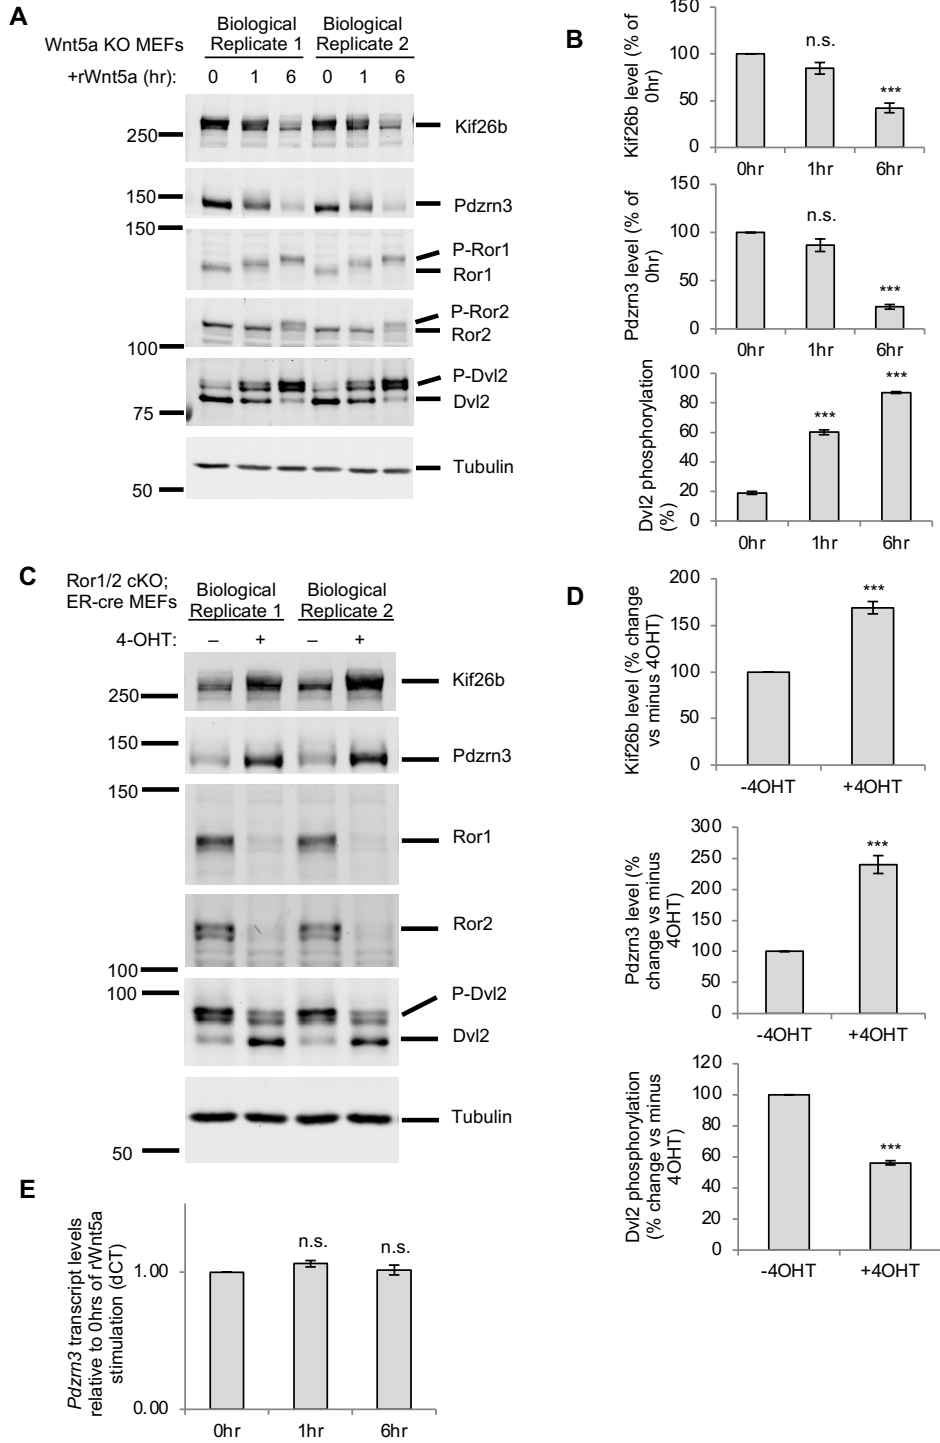 A
Wnt5a KO MEFs
Biological
Replicate 1
Biological
Replicate 2
+rWnt5a (hr): 0 1 6 0 1 6
250
Kif26b
150
Pdzrn3
150
P-Ror1
Ror1
P-Ror2
Ror2
100
P-Dvl2
Dvl2
75
Tubulin
50
B
Kif26b level (% of
0hr)
150
100
50
0
n.s.
***
0hr 1hr 6hr
Pdzrn3 level (% of
0hr)
150
100
50
0
n.s.
***
0hr 1hr 6hr
Dvl2 phosphorylation
(%)
100
80
60
40
20
0
***
***
0hr 1hr 6hr
C
Ror1/2 cKO;
ER-cre MEFs
Biological
Replicate 1
Biological
Replicate 2
4-OHT: – + – +
Kif26b
250
150
Pdzrn3
150
Ror1
Ror2
100
100
P-Dvl2
Dvl2
Tubulin
50
D
Kif26b level (% change
vs minus 4OHT)
200
150
100
50
0
***
-4OHT +4OHT
Pdzrn3 level (%
change vs minus
4OHT)
300
250
200
150
100
50
0
***
-4OHT +4OHT
Dvl2 phosphorylation
(% change vs minus
4OHT)
120
100
80
60
40
20
0
***
-4OHT +4OHT
E
Pdzrn3 transcript levels
relative to 0hrs of rWnt5a
stimulation (dCT)
1.00
0.00
n.s.
n.s.
0hr 1hr 6hr